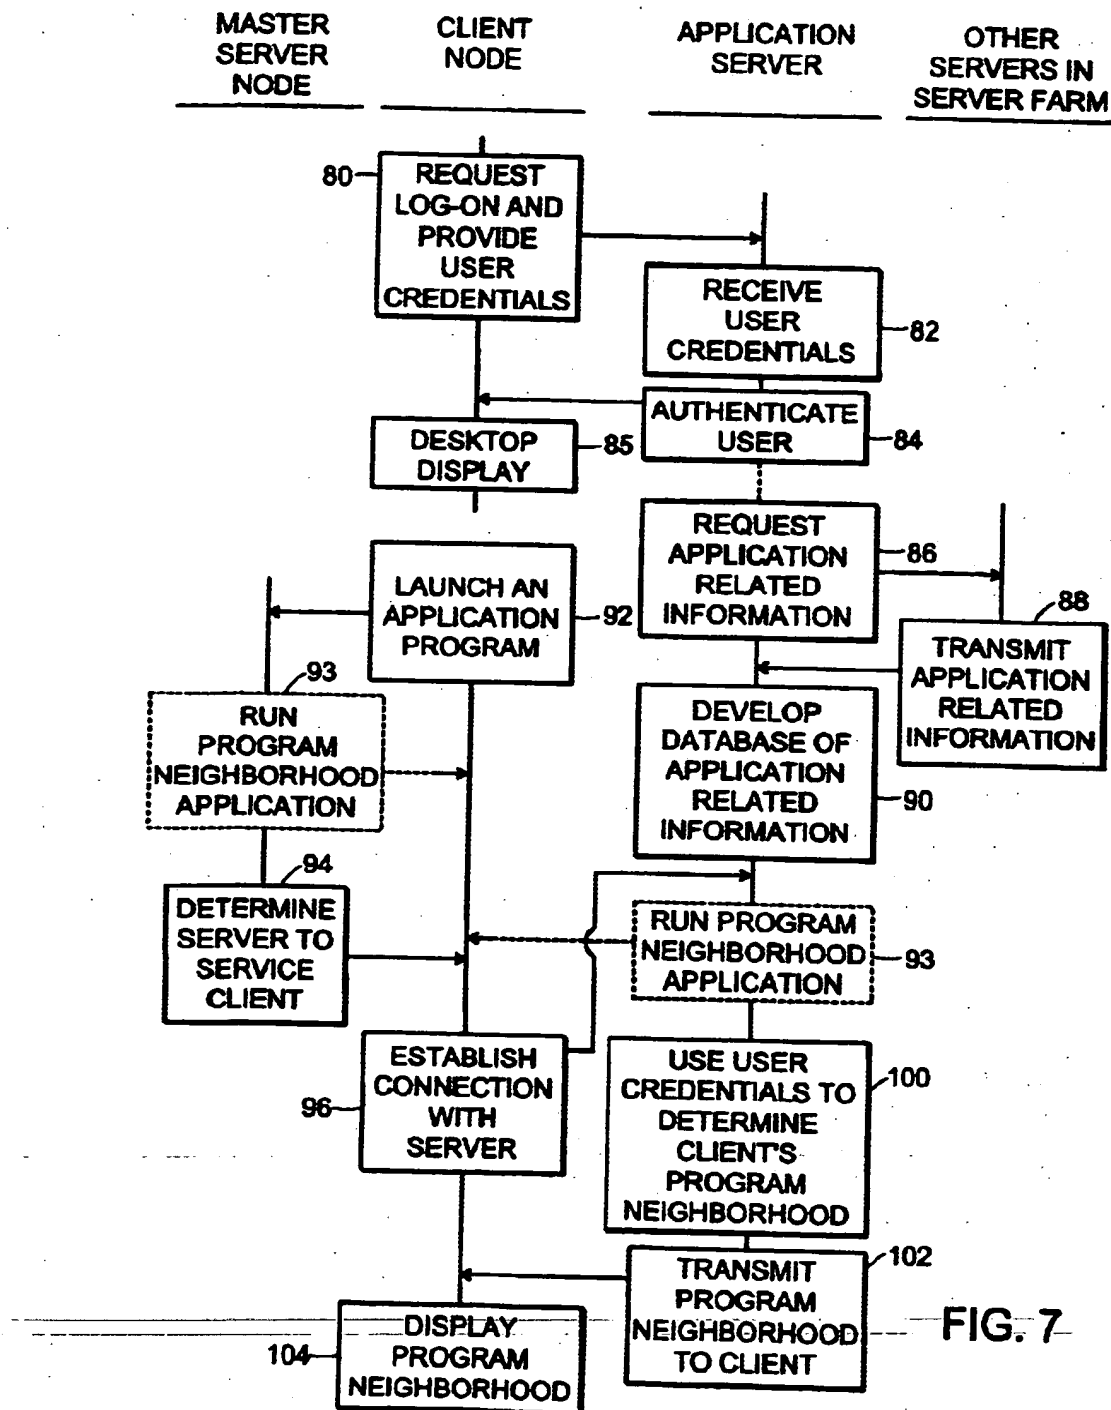 MASTER
SERVER
NODE
CLIENT
NODE
APPLICATION
SERVER
OTHER
SERVERS IN
SERVER FARM
80
REQUEST
LOG-ON AND
PROVIDE
USER
CREDENTIALS
RECEIVE
USER
CREDENTIALS
82
AUTHENTICATE
USER
84
DESKTOP
DISPLAY
85
REQUEST
APPLICATION
RELATED
INFORMATION
86
88
TRANSMIT
APPLICATION
RELATED
INFORMATION
LAUNCH AN
APPLICATION
PROGRAM
92
93
RUN
PROGRAM
NEIGHBORHOOD
APPLICATION
DEVELOP
DATABASE OF
APPLICATION
RELATED
INFORMATION
90
94
DETERMINE
SERVER TO
SERVICE
CLIENT
RUN PROGRAM
NEIGHBORHOOD
APPLICATION
93
ESTABLISH
CONNECTION
WITH
SERVER
96
USE USER
CREDENTIALS TO
DETERMINE
CLIENT'S
PROGRAM
NEIGHBORHOOD
100
TRANSMIT
PROGRAM
NEIGHBORHOOD
TO CLIENT
102
DISPLAY
PROGRAM
NEIGHBORHOOD
104
FIG. 7